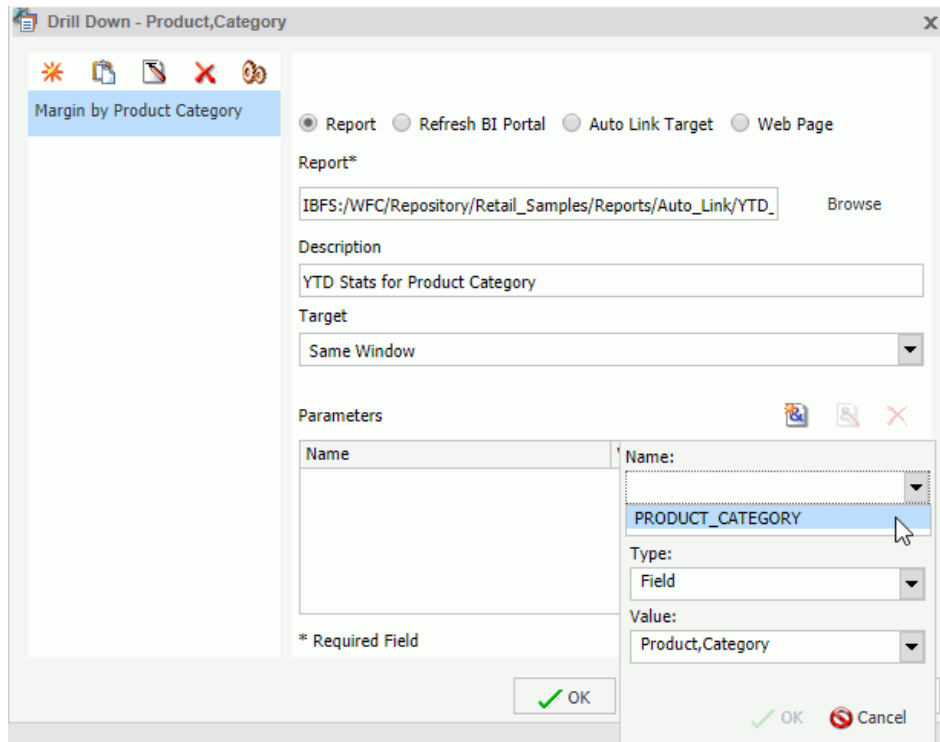 Drill Down - Product,Category
x
Margin by Product Category
Report Refresh BI Portal Auto Link Target Web Page
Report*
IBFS:/WFC/Repository/Retail_Samples/Reports/Auto_Link/YTD_
Browse
Description
YTD Stats for Product Category
Target
Same Window
Parameters
Name
Name:
PRODUCT_CATEGORY
Type:
Field
Value:
Product,Category
* Required Field
OK
OK Cancel